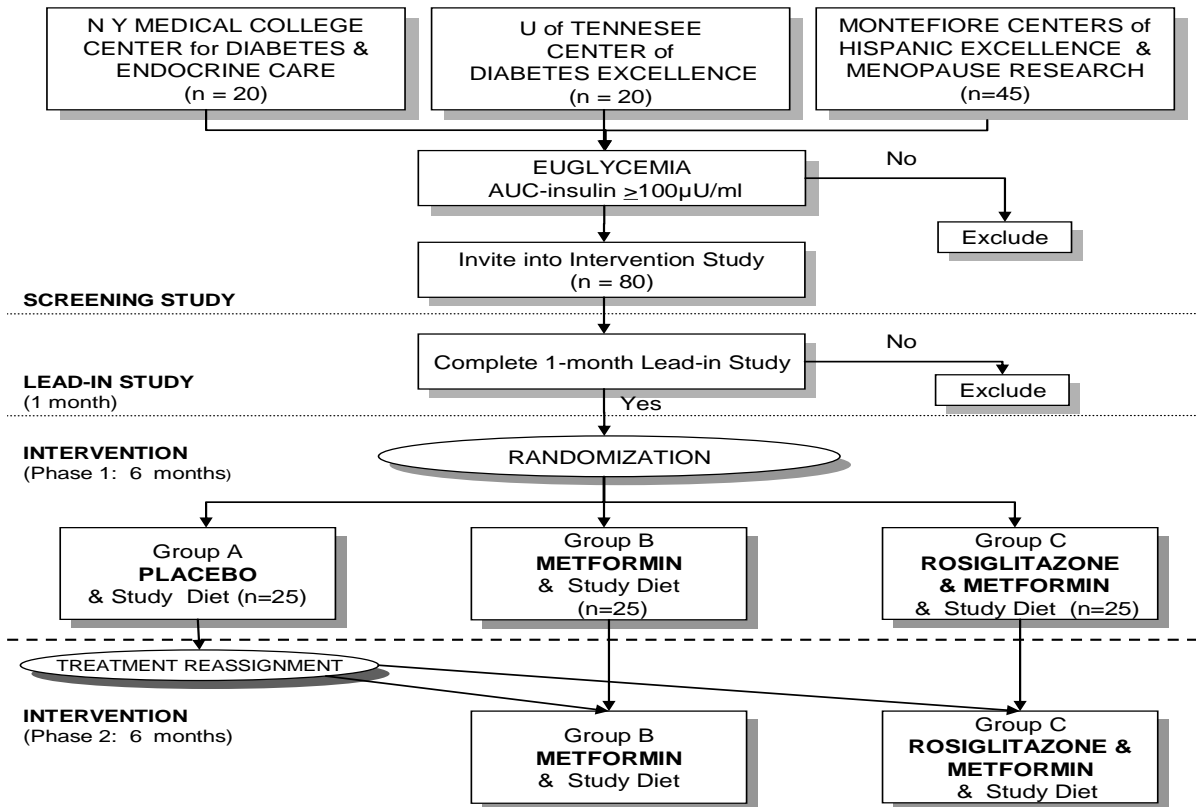 N Y MEDICAL COLLEGE
CENTER for DIABETES &
ENDOCRINE CARE
(n = 20)
U of TENNESEE
CENTER of
DIABETES EXCELLENCE
(n = 20)
MONTEFIORE CENTERS of
HISPANIC EXCELLENCE &
MENOPAUSE RESEARCH
(n=45)
EUGLYCEMIA
AUC-insulin ≥100µU/ml
No
Exclude
Invite into Intervention Study
(n = 80)
SCREENING STUDY
Complete 1-month Lead-in Study
No
Exclude
LEAD-IN STUDY
(1 month)
Yes
INTERVENTION
(Phase 1: 6 months)
RANDOMIZATION
Group A
PLACEBO
& Study Diet (n=25)
Group B
METFORMIN
& Study Diet
(n=25)
Group C
ROSIGLITAZONE
& METFORMIN
& Study Diet (n=25)
TREATMENT REASSIGNMENT
INTERVENTION
(Phase 2: 6 months)
Group B
METFORMIN
& Study Diet
Group C
ROSIGLITAZONE &
METFORMIN
& Study Diet